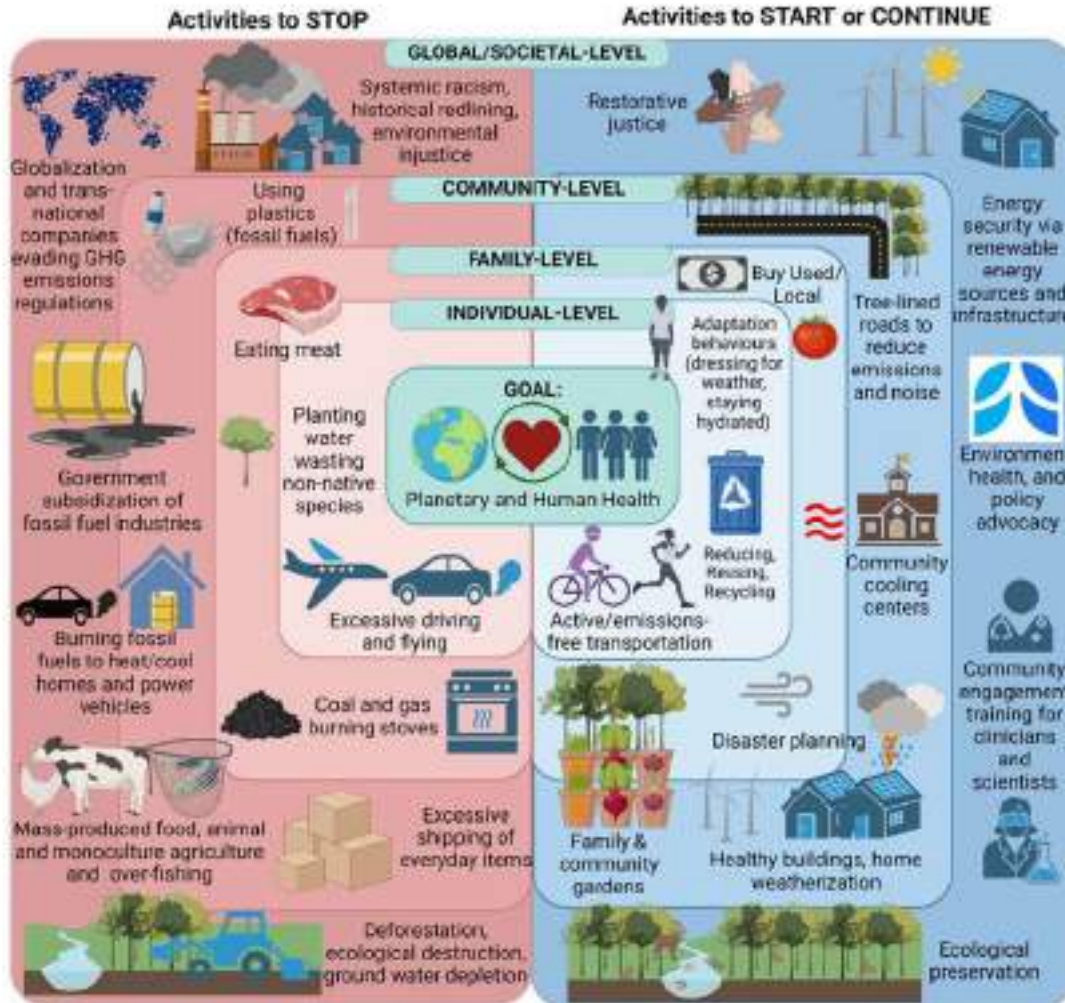 Activities to STOP
Activities to START or CONTINUE
GLOBAL/SOCIETAL-LEVEL
Systemic racism,
historical redlining,
environmental
injustice
Restorative
justice
Globalization
and trans-
national
companies
evading GHG
emissions
regulations
COMMUNITY-LEVEL
Using
plastics
(fossil fuels)
Energy
security via
renewable
energy
sources and
infrastructure
FAMILY-LEVEL
Buy Used/
Local
Tree-lined
roads to
reduce
emissions
and noise
INDIVIDUAL-LEVEL
Eating meat
Adaptation
behaviours
(dressing for
weather,
staying
hydrated)
GOAL:
Planetary and Human Health
Planting
water
wasting
non-native
species
Government
subsidization of
fossil fuel industries
Environment
health, and
policy
advocacy
Reducing,
Reusing,
Recycling
Community
cooling
centers
Excessive driving
and flying
Active/emissions-
free transportation
Burning fossil
fuels to heat/cool
homes and power
vehicles
Coal and gas
burning stoves
Disaster planning
Community
engagement
training for
clinicians
and
scientists
Mass-produced food, animal
and monoculture agriculture
and over-fishing
Excessive
shipping of
everyday items
Family &
community
gardens
Healthy buildings, home
weatherization
Deforestation,
ecological destruction,
ground water depletion
Ecological
preservation